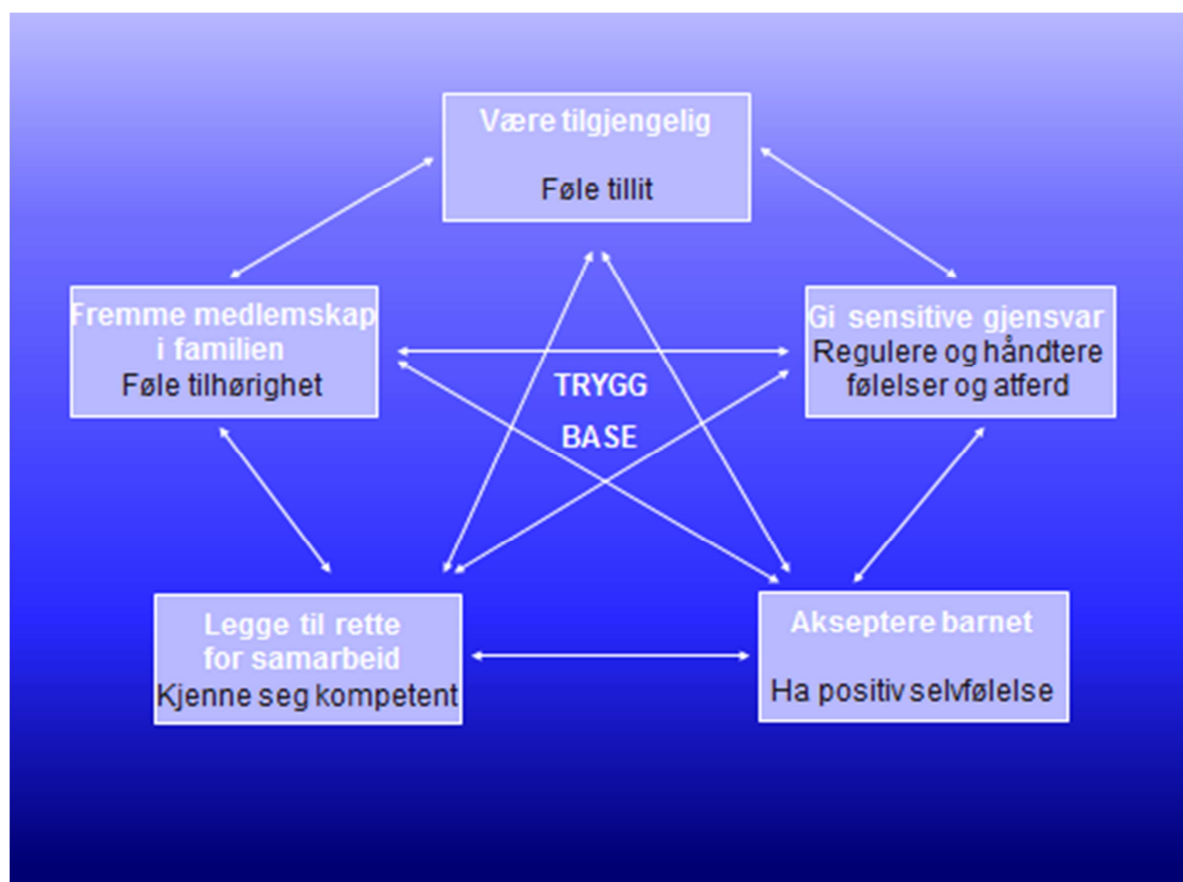 Være tilgjengelig
Føle tillit
Fremme medlemskap
i familien
Føle tilhørighet
Gi sensitive gjensvar
Regulere og håndtere
følelser og atferd
TRYGG
BASE
Legge til rette
for samarbeid
Kjenne seg kompetent
Akseptere barnet
Ha positiv selvfølelse